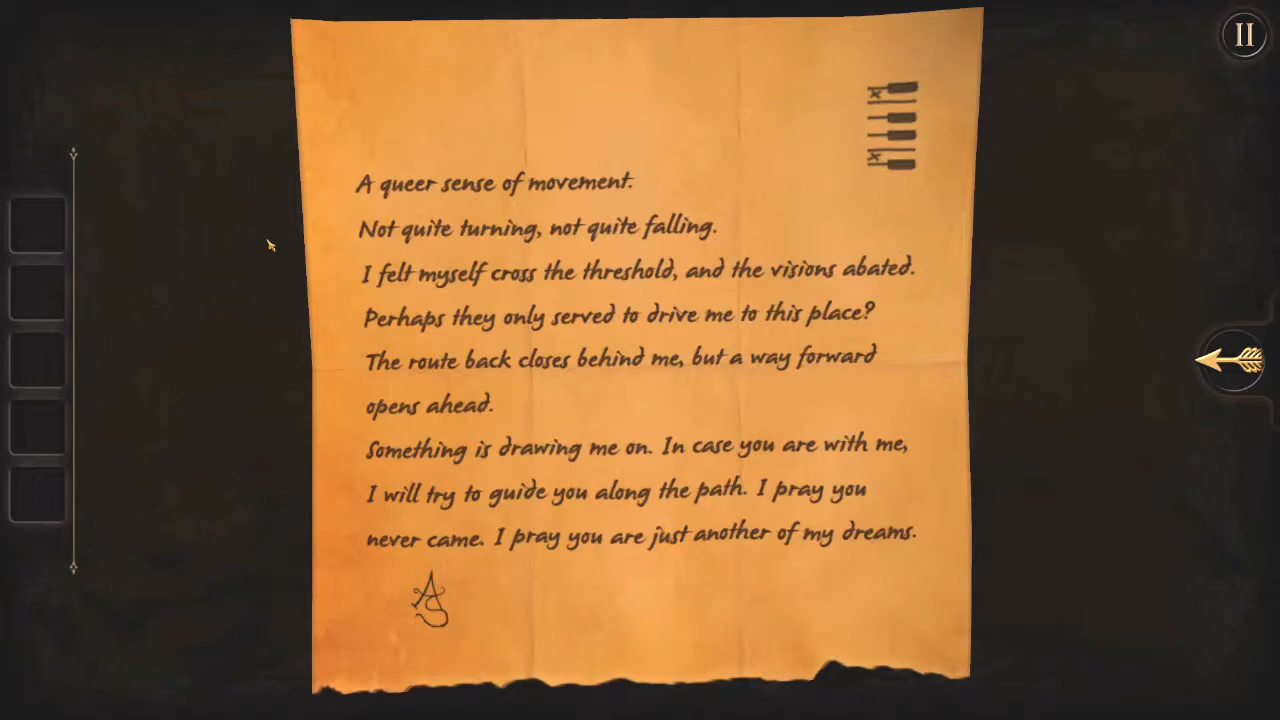 II
A queer sense of movement.
Not quite turning, not quite falling.
I felt myself cross the threshold, and the visions abated.
Perhaps they only served to drive me to this place?
The route back closes behind me, but a way forward
opens ahead.
Something is drawing me on. In case you are with me,
I will try to guide you along the path. I pray you
never came. I pray you are just another of my dreams.
AS